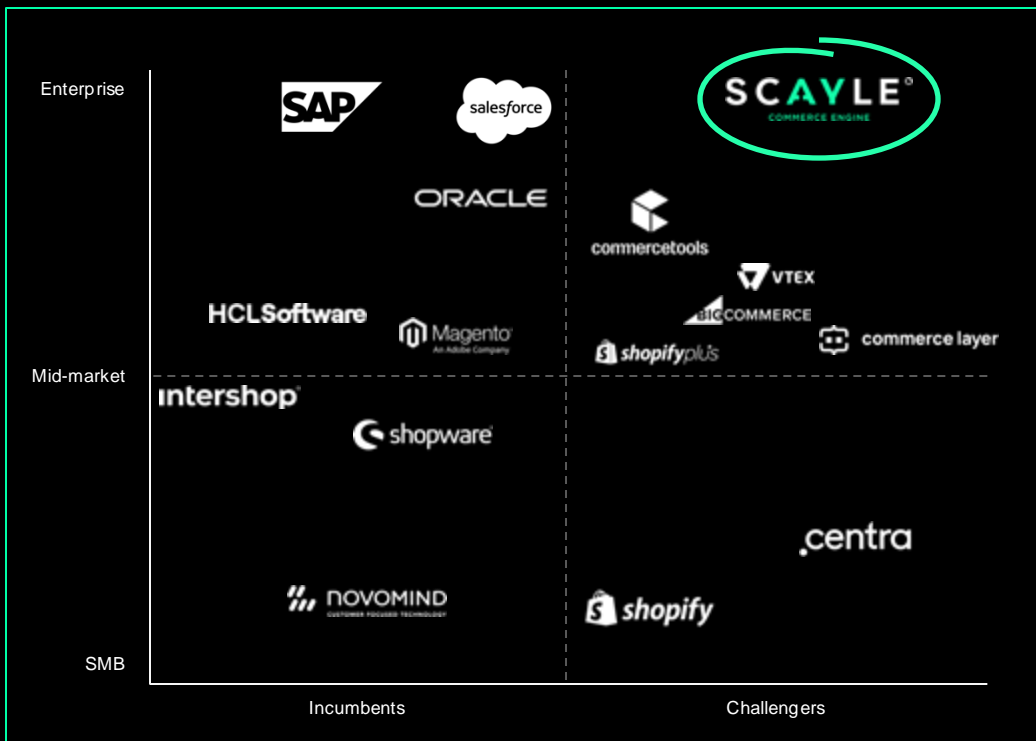 Enterprise
SAP
salesforce
SCAYLE
COMMERCE ENGINE
ORACLE
commercetools
VTEX
HCLSoftware
BIGCOMMERCE
Magento
An Adobe Company
shopifyplus
commerce layer
Mid-market
intershop
shopware
centra
novomind
CUSTOMER FOCUSED TECHNOLOGY
shopify
SMB
Incumbents
Challengers